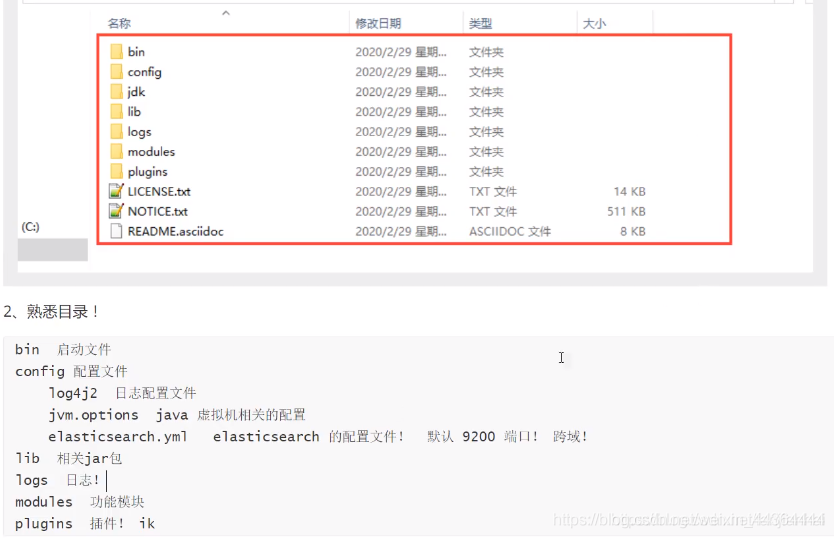 名称 修改日期 类型 大小
bin 2020/2/29 星期... 文件夹
config 2020/2/29 星期... 文件夹
jdk 2020/2/29 星期... 文件夹
lib 2020/2/29 星期... 文件夹
logs 2020/2/29 星期... 文件夹
modules 2020/2/29 星期... 文件夹
plugins 2020/2/29 星期... 文件夹
LICENSE.txt 2020/2/29 星期... TXT 文件 14 KB
NOTICE.txt 2020/2/29 星期... TXT 文件 511 KB
(C:)
README.asciidoc 2020/2/29 星期... ASCIIDOC 文件 8 KB
2、熟悉目录！
bin 启动文件
config 配置文件
log4j2 日志配置文件
jvm.options java 虚拟机相关的配置
elasticsearch.yml elasticsearch 的配置文件! 默认 9200 端口! 跨域!
lib 相关jar包
logs 日志!
modules 功能模块
plugins 插件! ik